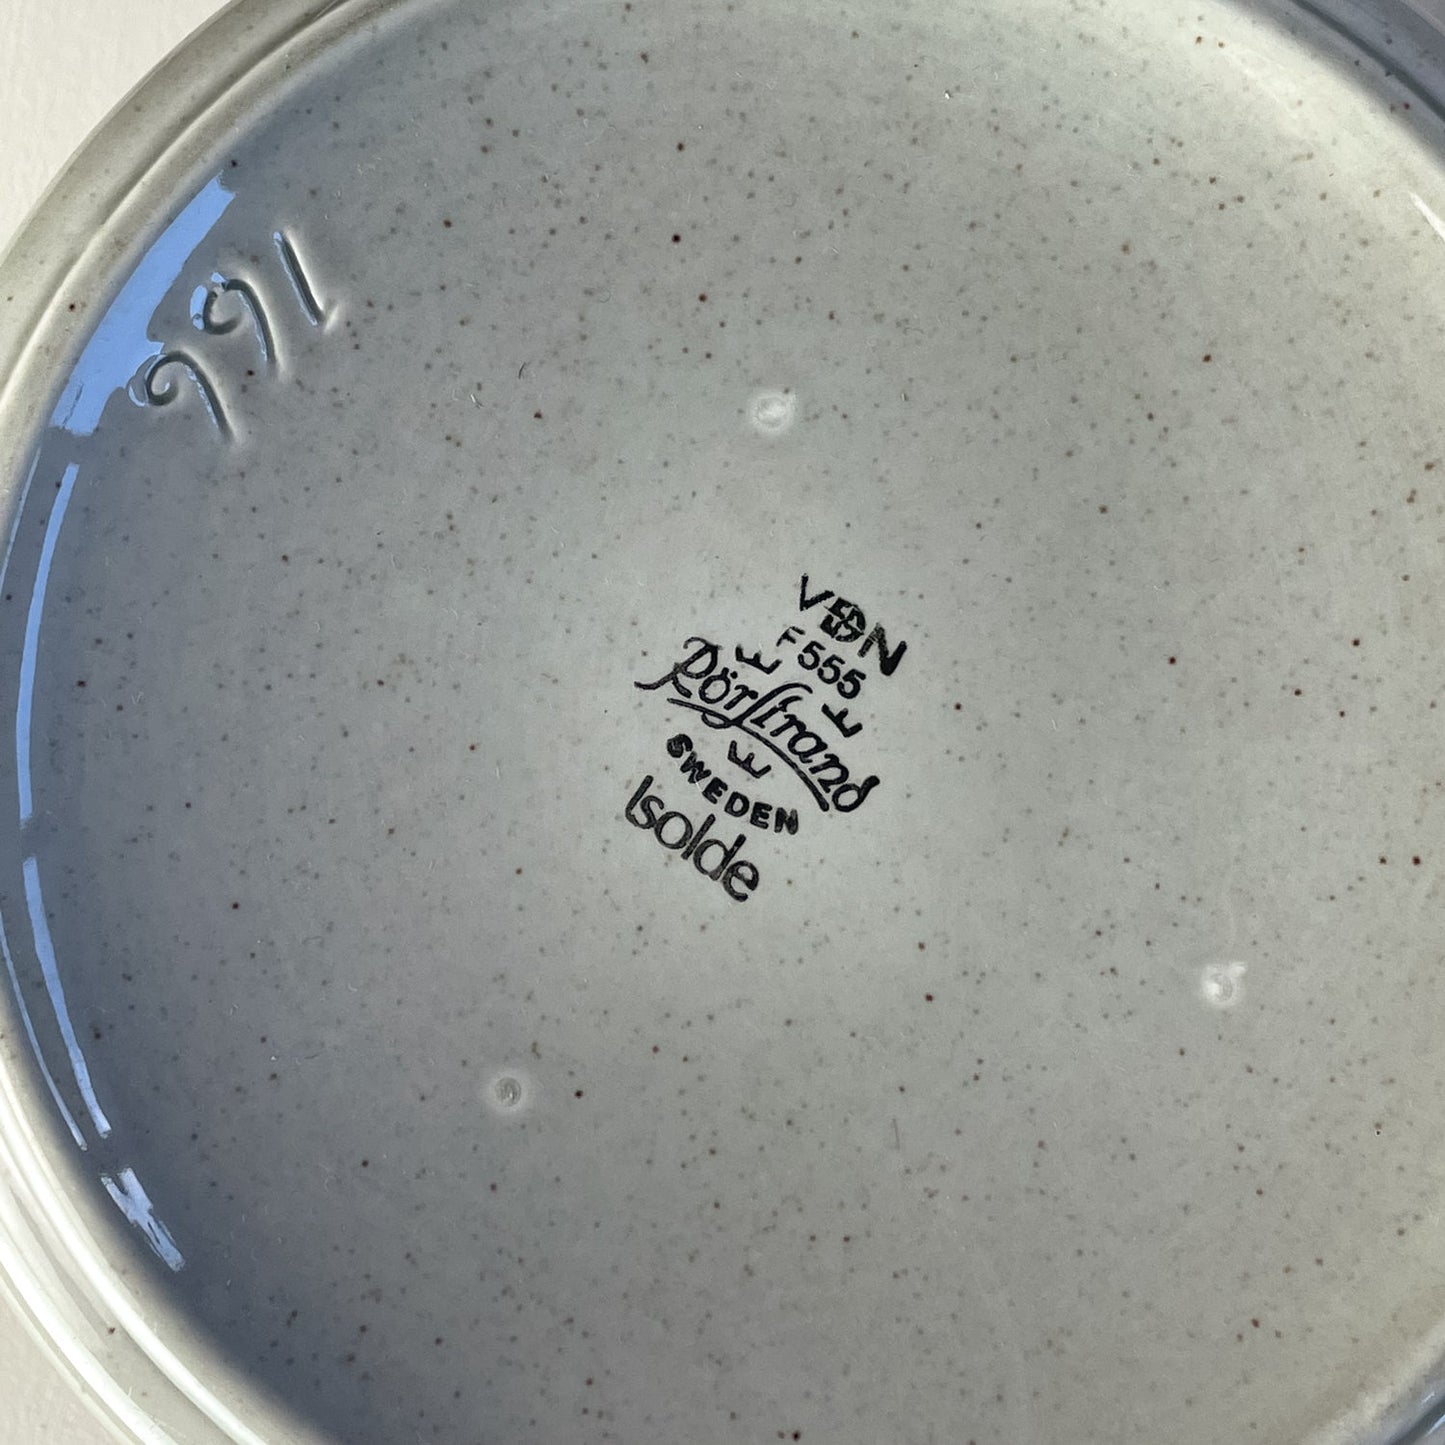 166
VDN
F555
Rörstrand
SWEDEN
Isolde